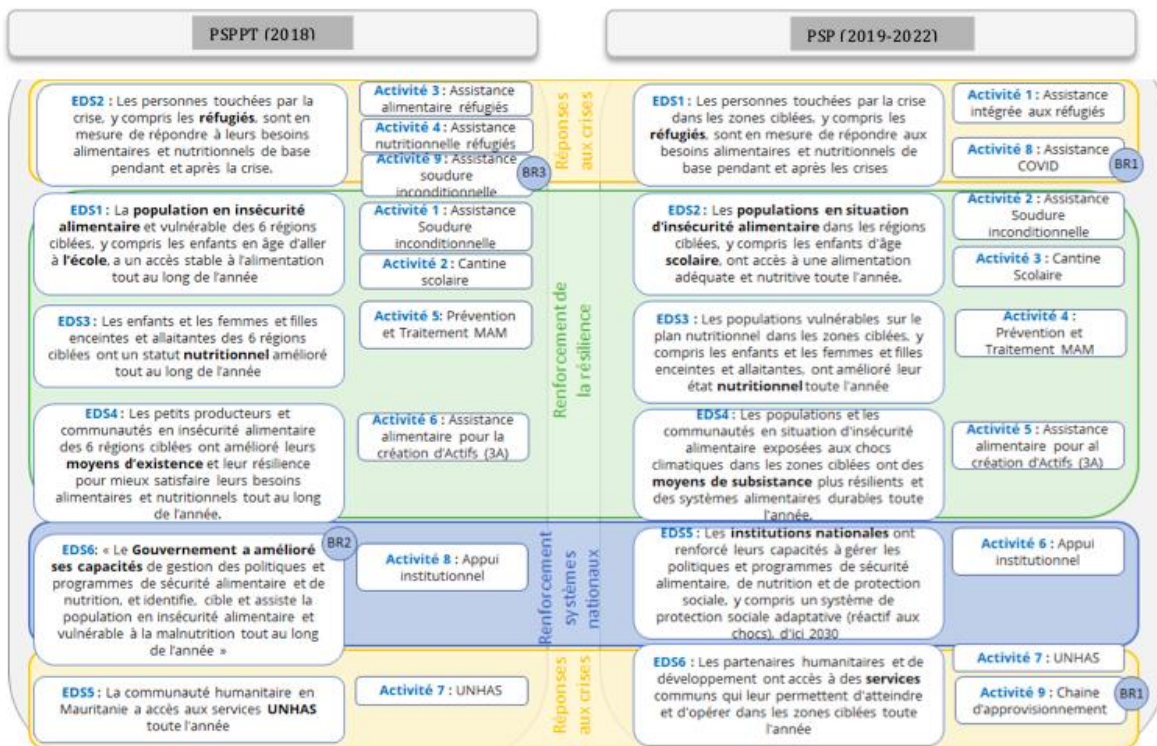 PSPPT (2018)
PSP (2019-2022)
EDS2 : Les personnes touchées par la
crise, y compris les réfugiés, sont en
mesure de répondre à leurs besoins
alimentaires et nutritionnels de base
pendant et après la crise.
Activité 3 : Assistance
alimentaire réfugiés
Activité 4 : Assistance
nutritionnelle réfugiés
Activité 9 : Assistance
soudure
inconditionnelle
BR3
Réponses
aux crises
EDS1 : Les personnes touchées par la crise
dans les zones ciblées, y compris les
réfugiés, sont en mesure de répondre aux
besoins alimentaires et nutritionnels de
base pendant et après les crises
Activité 1 : Assistance
intégrée aux réfugiés
Activité 8 : Assistance
COVID
BR1
EDS1 : La population en insécurité
alimentaire et vulnérable des 6 régions
ciblées, y compris les enfants en âge d'aller
à l'école, a un accès stable à l'alimentation
tout au long de l'année
Activité 1 : Assistance
Soudure
inconditionnelle
Activité 2 : Cantine
scolaire
Renforcement de
la résilience
EDS2 : Les populations en situation
d'insécurité alimentaire dans les régions
ciblées, y compris les enfants d'âge
scolaire, ont accès à une alimentation
adéquate et nutritive toute l'année.
Activité 2 : Assistance
Soudure
inconditionnelle
Activité 3 : Cantine
Scolaire
EDS3 : Les enfants et les femmes et filles
enceintes et allaitantes des 6 régions
ciblées ont un statut nutritionnel amélioré
tout au long de l'année
Activité 5: Prévention
et Traitement MAM
EDS3 : Les populations vulnérables sur le
plan nutritionnel dans les zones ciblées, y
compris les enfants et les femmes et filles
enceintes et allaitantes, ont amélioré leur
état nutritionnel toute l'année
Activité 4 :
Prévention et
Traitement MAM
EDS4 : Les petits producteurs et
communautés en insécurité alimentaire
des 6 régions ciblées ont amélioré leurs
moyens d'existence et leur résilience
pour mieux satisfaire leurs besoins
alimentaires et nutritionnels tout au long
de l'année.
Activité 6 : Assistance
alimentaire pour la
création d'Actifs (3A)
EDS4 : Les populations et les
communautés en situation d'insécurité
alimentaire exposées aux chocs
climatiques dans les zones ciblées ont des
moyens de subsistance plus résilients et
des systèmes alimentaires durables toute
l'année.
Activité 5 : Assistance
alimentaire pour al
création d'Actifs (3A)
EDS6: « Le Gouvernement a amélioré
ses capacités de gestion des politiques et
programmes de sécurité alimentaire et de
nutrition, et identifie, cible et assiste la
population en insécurité alimentaire et
vulnérable à la malnutrition tout au long
de l'année »
BR2
Activité 8 : Appui
institutionnel
Renforcement
systèmes
nationaux
EDS5 : Les institutions nationales ont
renforcé leurs capacités à gérer les
politiques et programmes de sécurité
alimentaire, de nutrition et de protection
sociale, y compris un système de
protection sociale adaptative (réactif aux
chocs), d'ici 2030
Activité 6 : Appui
institutionnel
EDS5 : La communauté humanitaire en
Mauritanie a accès aux services UNHAS
toute l'année
Activité 7 : UNHAS
Réponses
aux crises
EDS6 : Les partenaires humanitaires et de
développement ont accès à des services
communs qui leur permettent d'atteindre
et d'opérer dans les zones ciblées toute
l'année
Activité 7 : UNHAS
Activité 9 : Chaine
d'approvisionnement
BR1